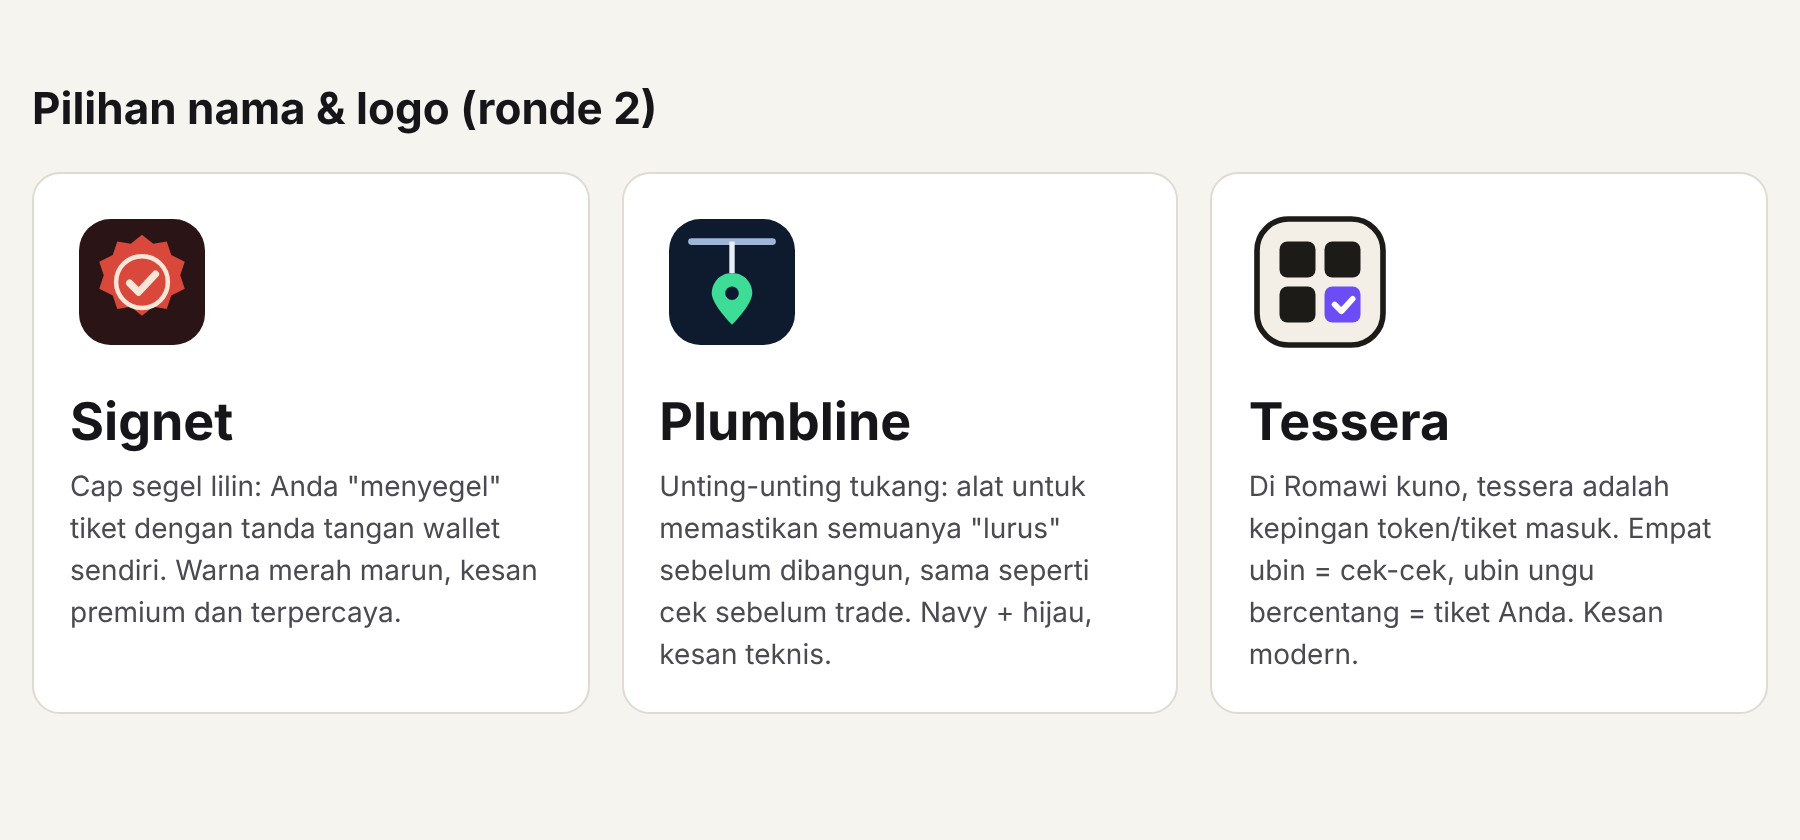 Pilihan nama & logo (ronde 2)
Signet
Cap segel lilin: Anda "menyegel"
tiket dengan tanda tangan wallet
sendiri. Warna merah marun, kesan
premium dan terpercaya.
Plumbline
Unting-unting tukang: alat untuk
memastikan semuanya "lurus"
sebelum dibangun, sama seperti
cek sebelum trade. Navy + hijau,
kesan teknis.
Tessera
Di Romawi kuno, tessera adalah
kepingan token/tiket masuk. Empat
ubin = cek-cek, ubin ungu
bercentang = tiket Anda. Kesan
modern.